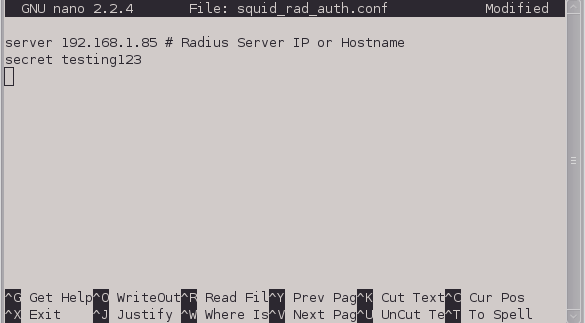 GNU nano 2.2.4 File: squid_rad_auth.conf Modified
server 192.168.1.85 # Radius Server IP or Hostname
secret testing123
^G Get Help^O WriteOut^R Read Fil^Y Prev Pag^K Cut Text^C Cur Pos
^X Exit ^J Justify ^W Where Is^V Next Pag^U UnCut Te^T To Spell